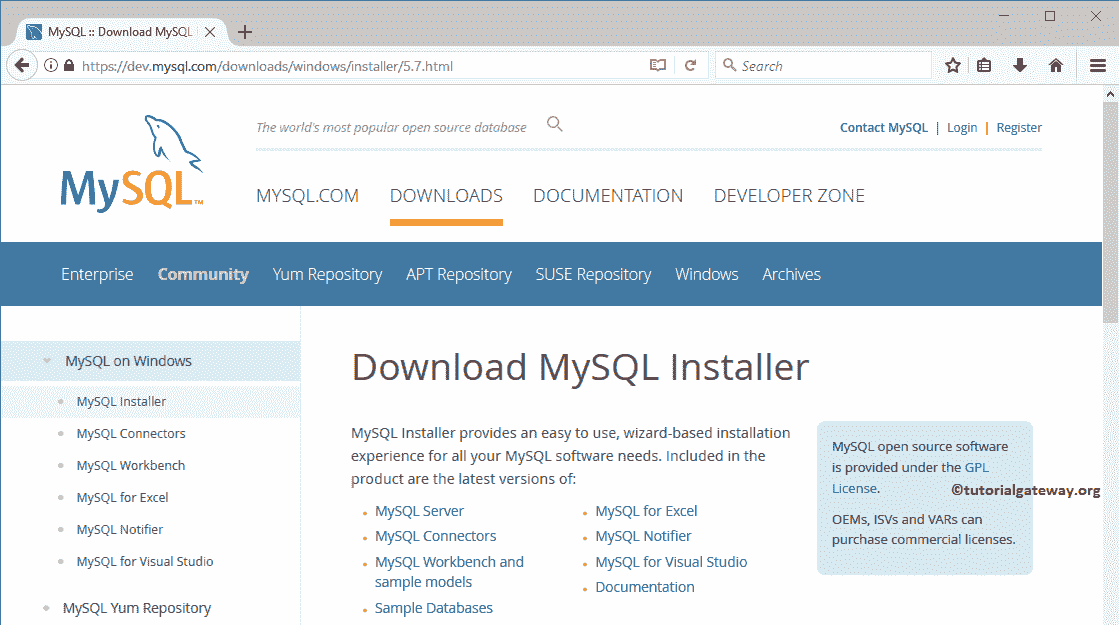 MySQL :: Download MySQL
https://dev.mysql.com/downloads/windows/installer/5.7.html
Search
MySQL™
The world's most popular open source database
Contact MySQL | Login | Register
MYSQL.COM DOWNLOADS DOCUMENTATION DEVELOPER ZONE
Enterprise Community Yum Repository APT Repository SUSE Repository Windows Archives
MySQL on Windows
MySQL Installer
MySQL Connectors
MySQL Workbench
MySQL for Excel
MySQL Notifier
MySQL for Visual Studio
MySQL Yum Repository
Download MySQL Installer
MySQL Installer provides an easy to use, wizard-based installation
experience for all your MySQL software needs. Included in the
product are the latest versions of:
MySQL Server
MySQL Connectors
MySQL Workbench and
sample models
Sample Databases
MySQL for Excel
MySQL Notifier
MySQL for Visual Studio
Documentation
MySQL open source software
is provided under the GPL
License.
©tutorialgateway.org
OEMs, ISVs and VARs can
purchase commercial licenses.